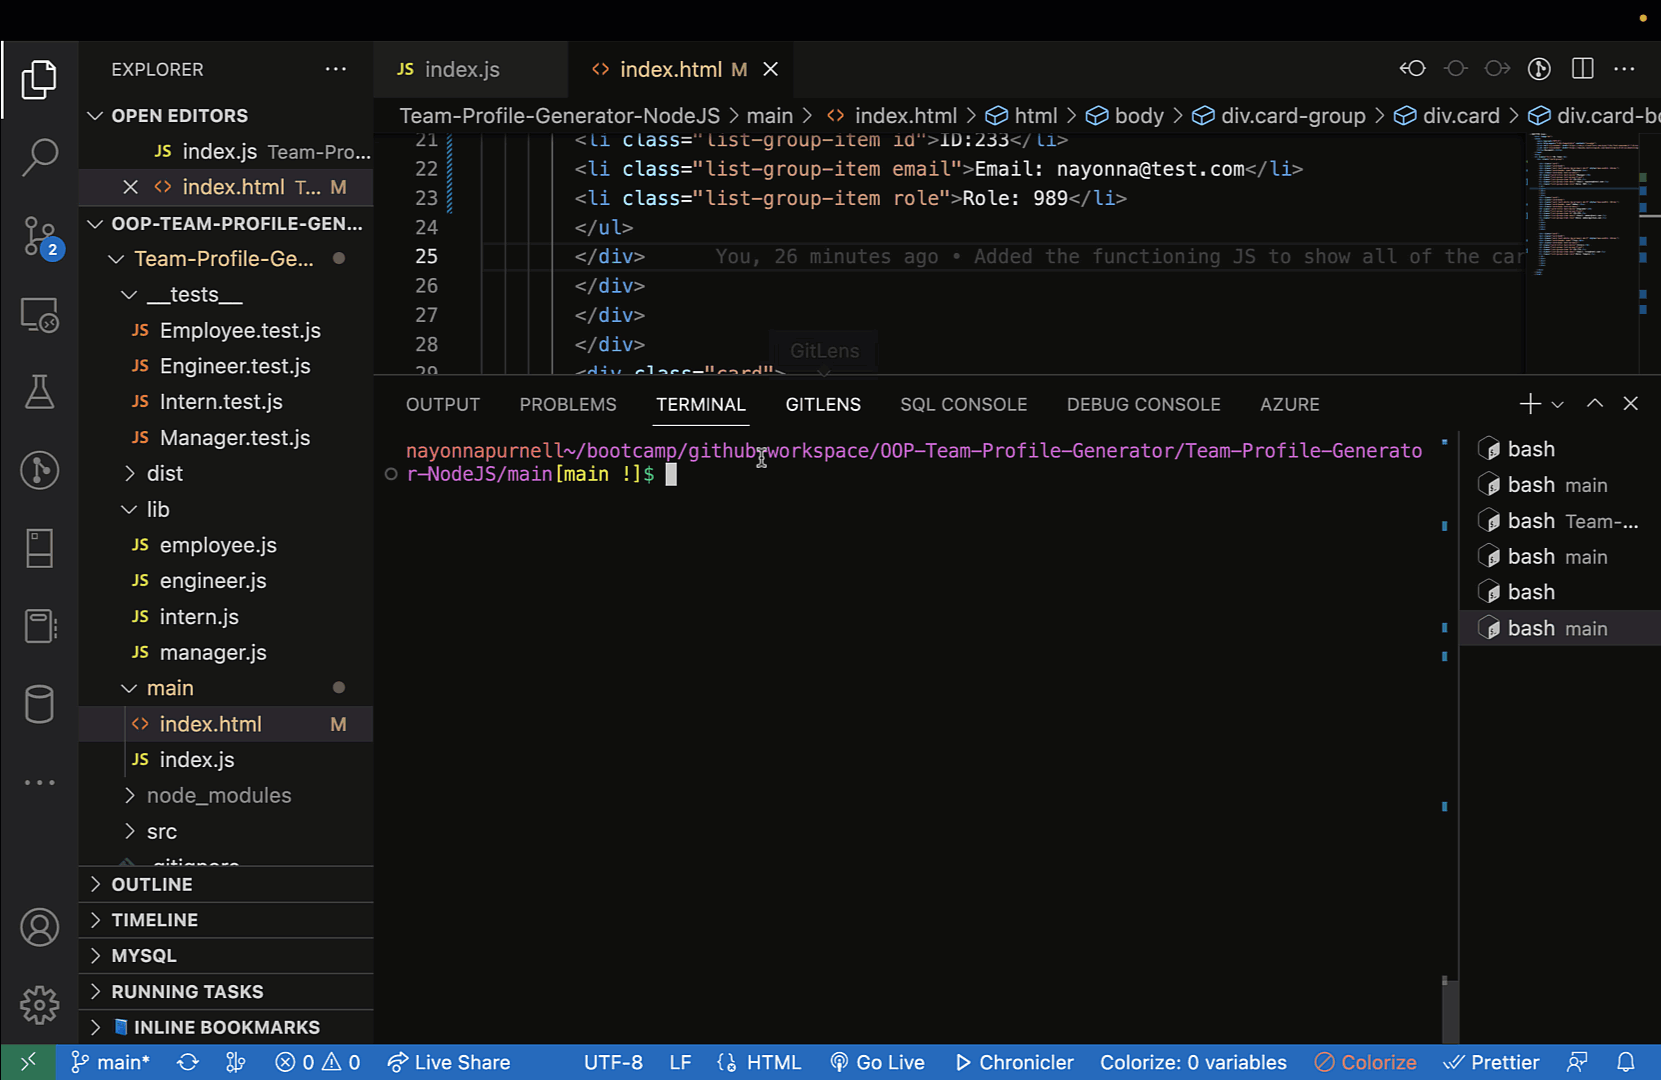 EXPLORER
···
JS index.js
<> index.html M
Team-Profile-Generator-NodeJS > main > <> index.html > html > body > div.card-group > div.card > div.card-bo
OPEN EDITORS
JS index.js Team-Pro...
<> index.html T... M
OOP-TEAM-PROFILE-GEN...
Team-Profile-Ge...
__tests__
JS Employee.test.js
JS Engineer.test.js
JS Intern.test.js
JS Manager.test.js
dist
lib
JS employee.js
JS engineer.js
JS intern.js
JS manager.js
main
<> index.html M
JS index.js
node_modules
src
.gitignore
OUTLINE
TIMELINE
MYSQL
RUNNING TASKS
INLINE BOOKMARKS
2
21 <li class="list-group-item id">ID:233</li>
22 <li class="list-group-item email">Email: nayonna@test.com</li>
23 <li class="list-group-item role">Role: 989</li>
24 </ul>
25 </div> You, 26 minutes ago • Added the functioning JS to show all of the car
26 </div>
27 </div>
28 </div>
29 <div class="card">
GitLens
OUTPUT PROBLEMS TERMINAL GITLENS SQL CONSOLE DEBUG CONSOLE AZURE
nayonnapurnell~/bootcamp/github-workspace/OOP-Team-Profile-Generator/Team-Profile-Generato
r-NodeJS/main[main !]$
bash
bash main
bash Team-...
bash main
bash
bash main
main* 0 0 Live Share UTF-8 LF HTML Go Live Chronicler Colorize: 0 variables Colorize Prettier